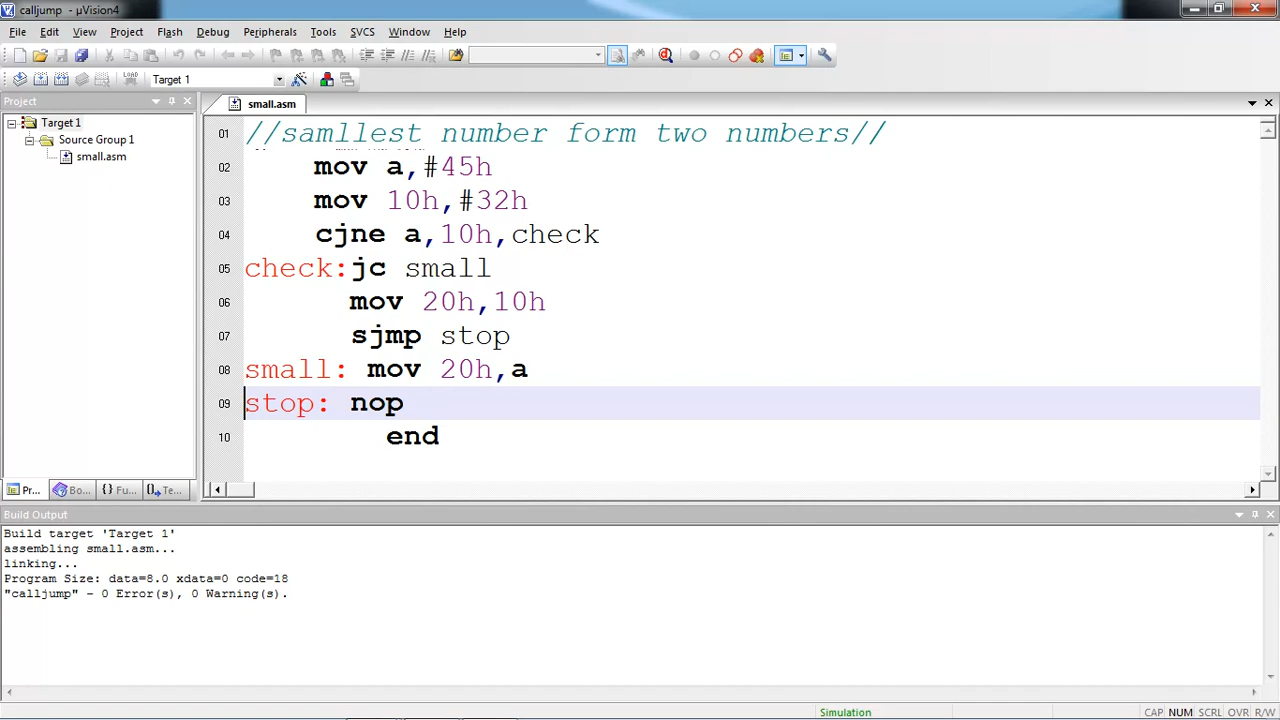 calljump - µVision4
File Edit View Project Flash Debug Peripherals Tools SVCS Window Help
LOAD Target 1
Project
small.asm
Target 1
Source Group 1
small.asm
01 //samllest number form two numbers//
02 mov a,#45h
03 mov 10h,#32h
04 cjne a,10h,check
05 check:jc small
06 mov 20h,10h
07 sjmp stop
08 small: mov 20h,a
09 stop: nop
10 end
Pr... Bo... {} Fu... Te...
Build Output
Build target 'Target 1'
assembling small.asm...
linking...
Program Size: data=8.0 xdata=0 code=18
"calljump" - 0 Error(s), 0 Warning(s).
Simulation CAP NUM SCRL OVR R/W